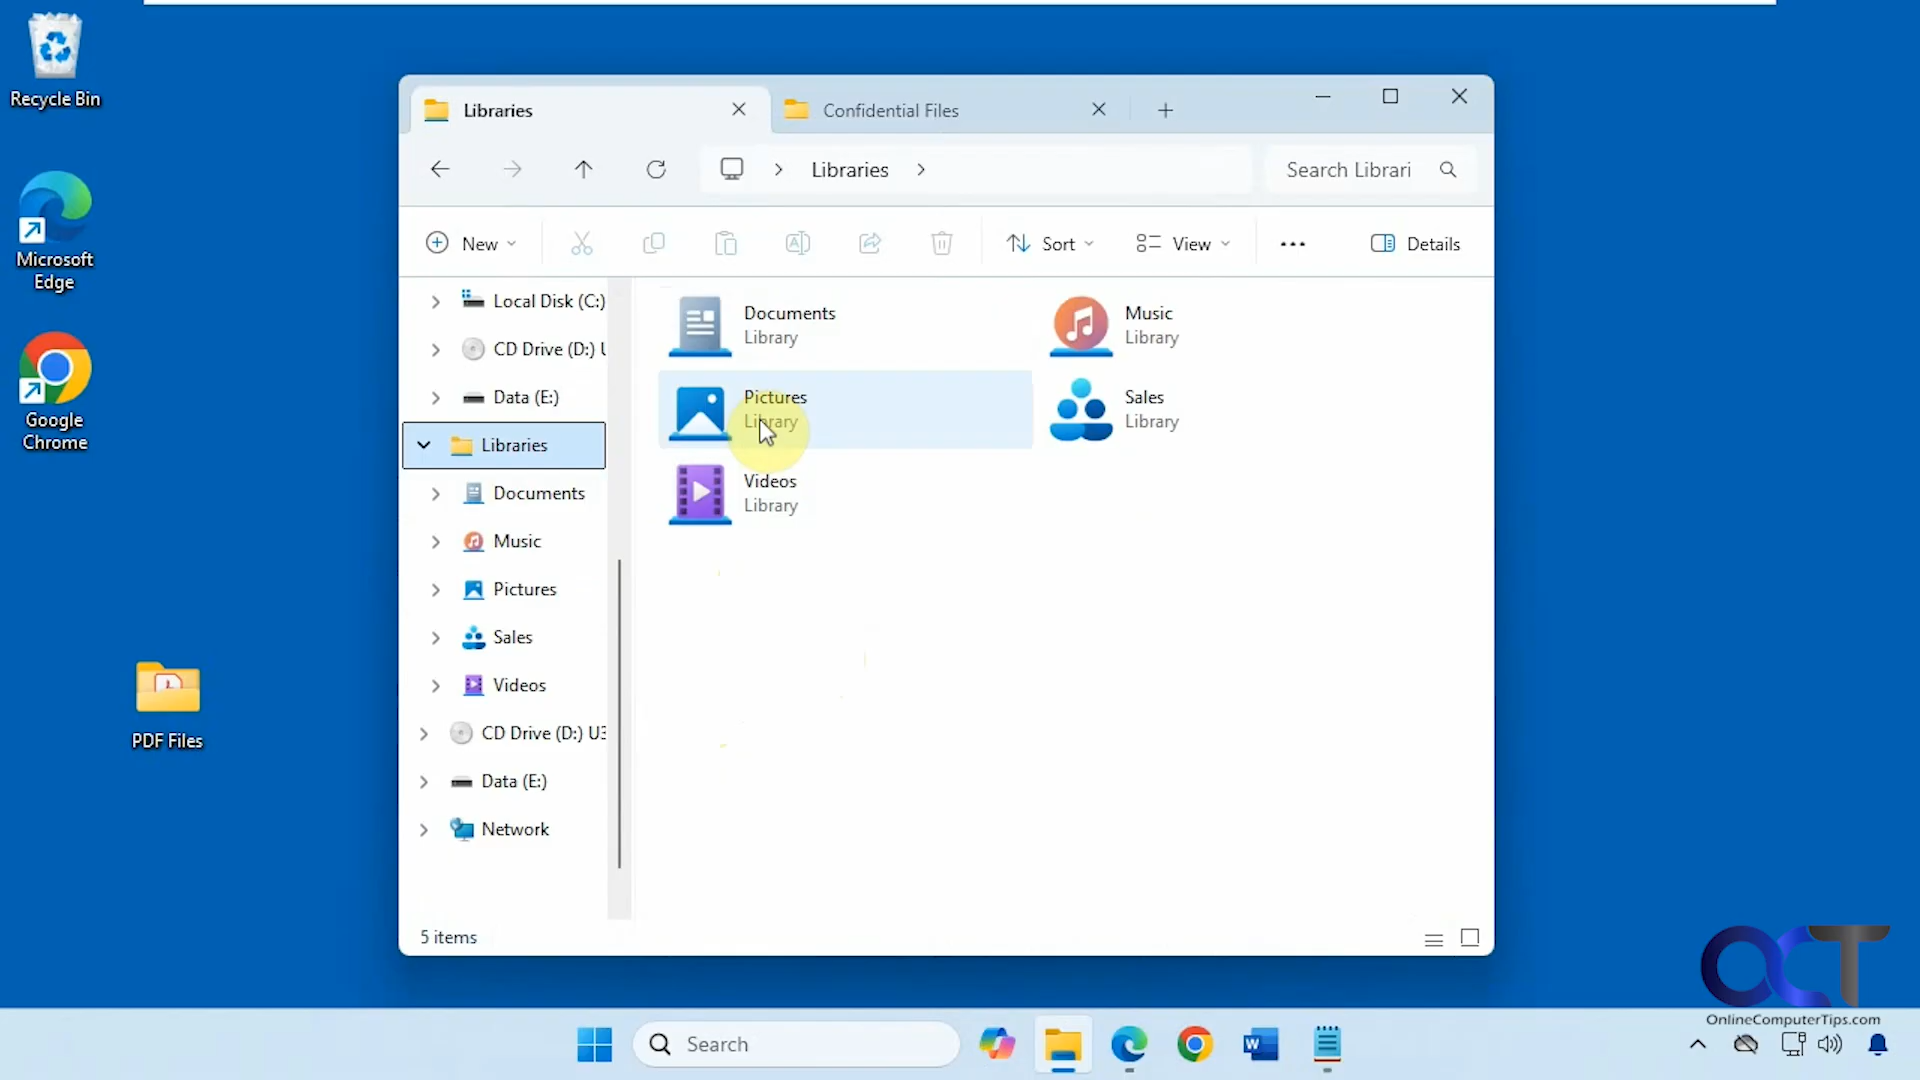 Recycle Bin
Microsoft
Edge
Google
Chrome
PDF Files
Libraries
Confidential Files
Libraries
Search Librari
New
Sort
View
Details
Local Disk (C:)
CD Drive (D:) U
Data (E:)
Libraries
Documents
Music
Pictures
Sales
Videos
CD Drive (D:) U3
Data (E:)
Network
Documents
Library
Music
Library
Pictures
Library
Sales
Library
Videos
Library
5 items
OCT
OnlineComputerTips.com
Search
W